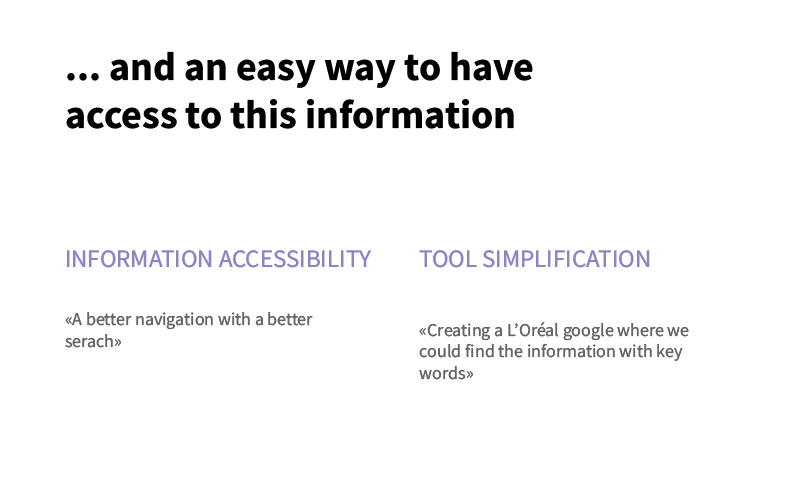 ... and an easy way to have
access to this information
INFORMATION ACCESSIBILITY
«A better navigation with a better
serach»
TOOL SIMPLIFICATION
«Creating a L’Oréal google where we
could find the information with key
words»